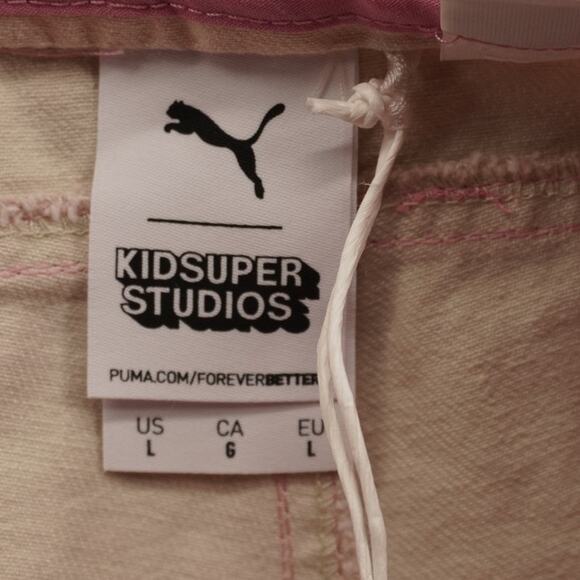 KIDSUPER
STUDIOS
PUMA.COM/FOREVERBETTER
US CA EU
L G L